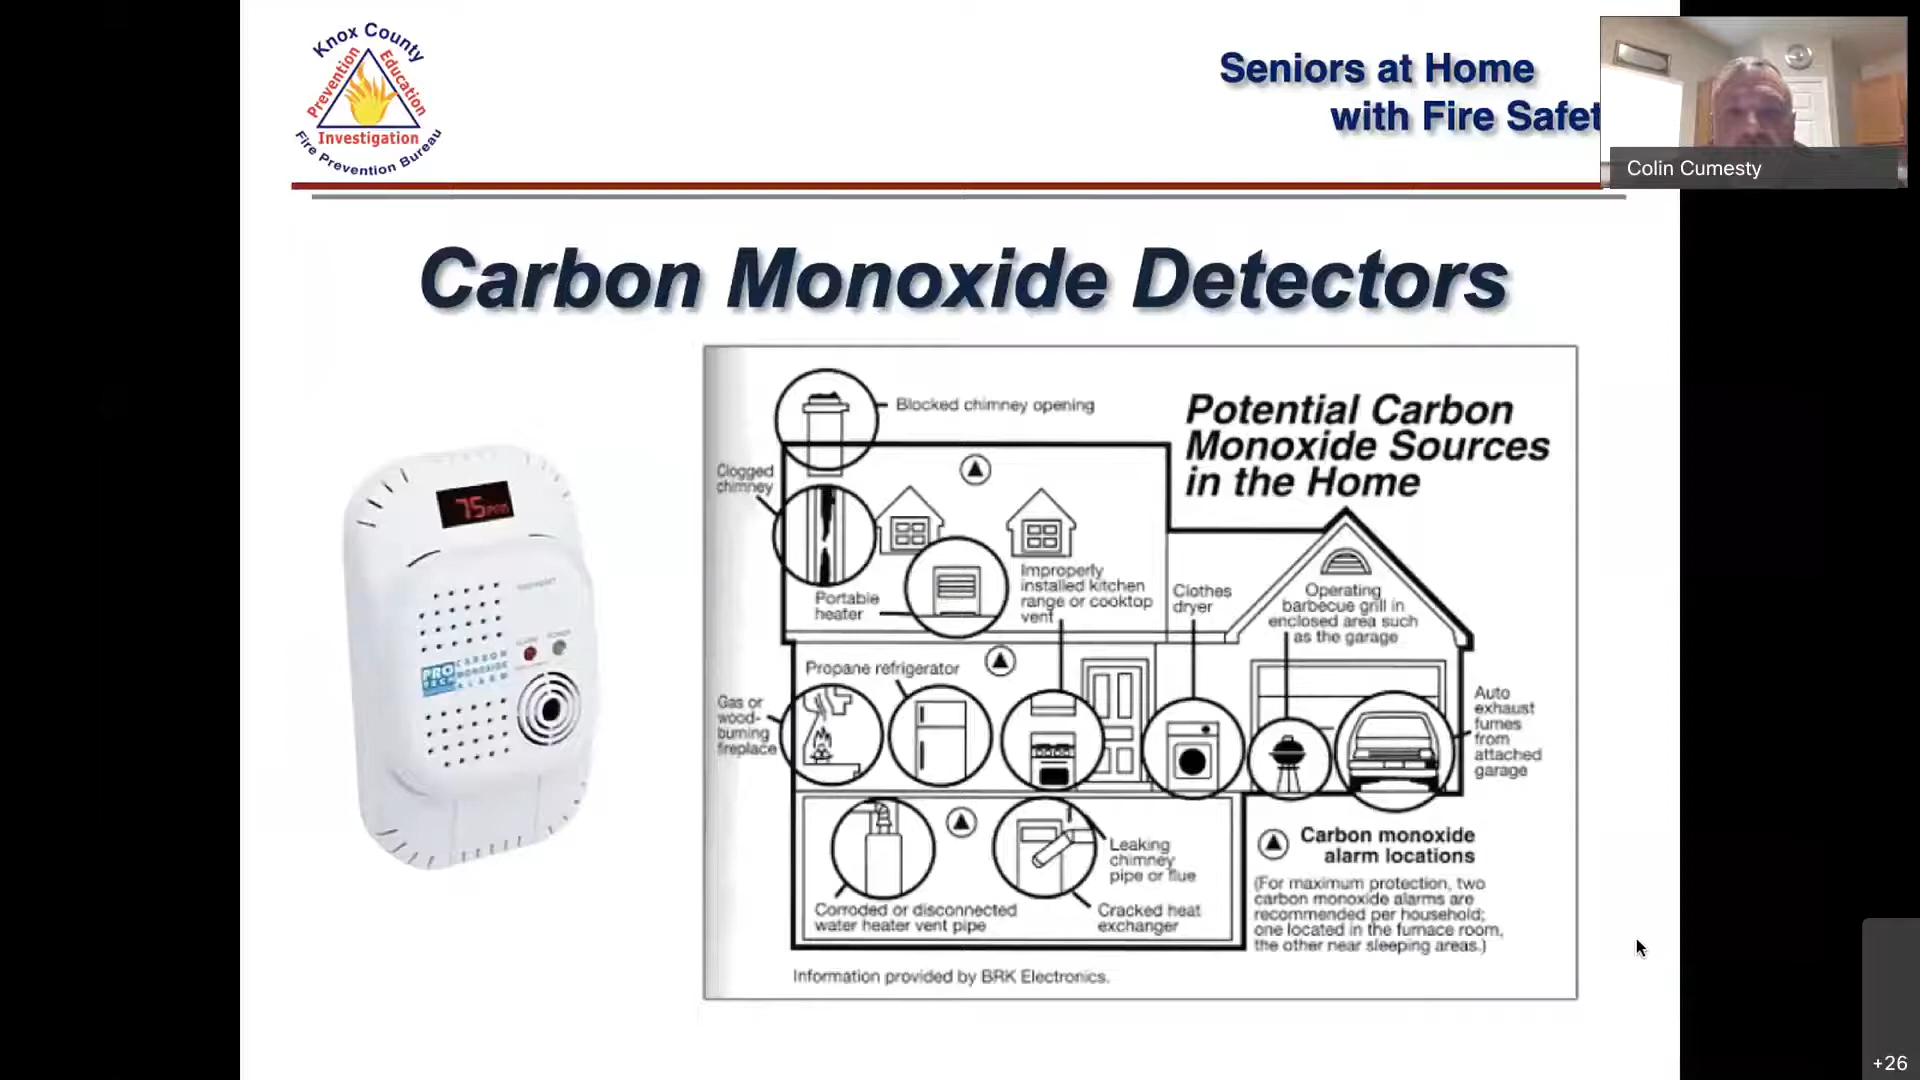 Knox County
Prevention
Education
Investigation
Fire Prevention Bureau
Seniors at Home
with Fire Safet
Colin Cumesty
Carbon Monoxide Detectors
75
PRO
TECH
CARBON
MONOXIDE
ALARM
Potential Carbon
Monoxide Sources
in the Home
Blocked chimney opening
Clogged
chimney
Portable
heater
Improperly
installed kitchen
range or cooktop
vent
Clothes
dryer
Operating
barbecue grill in
enclosed area such
as the garage
Propane refrigerator
Gas or
wood-
burning
fireplace
Auto
exhaust
fumes
from
attached
garage
Leaking
chimney
pipe or flue
Corroded or disconnected
water heater vent pipe
Cracked heat
exchanger
Carbon monoxide
alarm locations
(For maximum protection, two
carbon monoxide alarms are
recommended per household;
one located in the furnace room,
the other near sleeping areas.)
Information provided by BRK Electronics.
+26